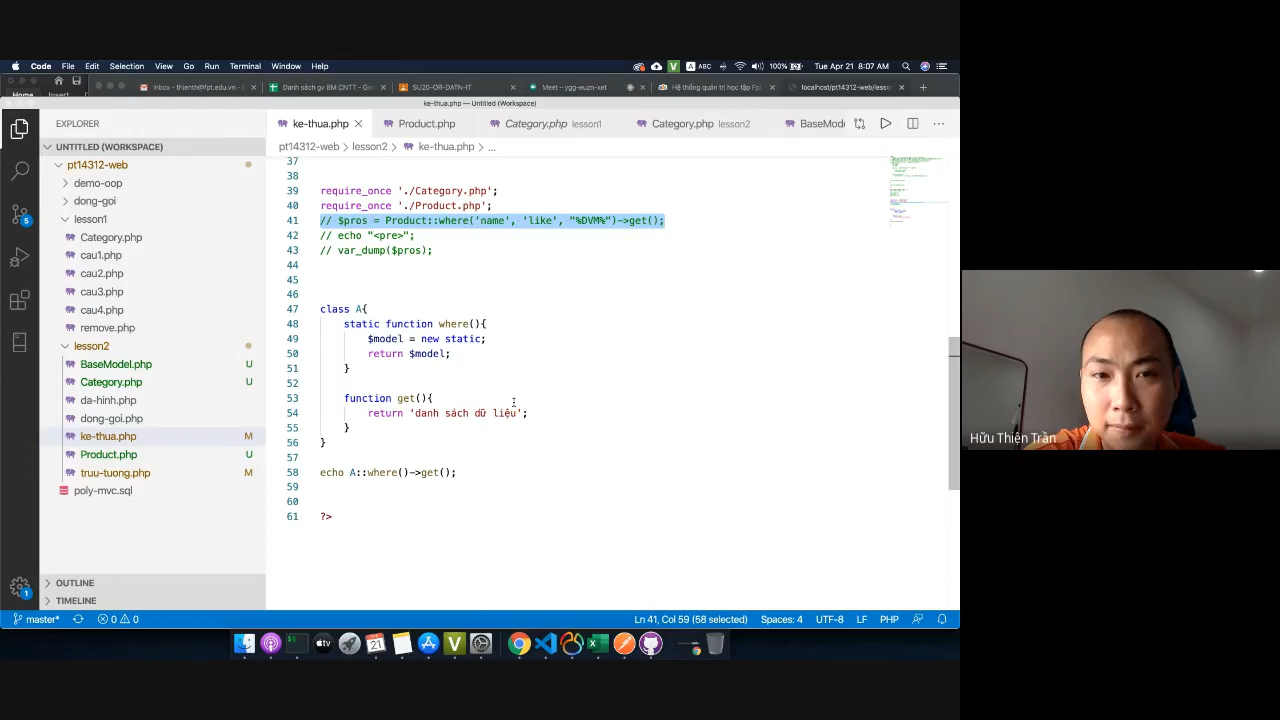 Code File Edit Selection View Go Run Terminal Window Help
ABC 100% Tue Apr 21 8:07 AM
Home Insert
Inbox - thienth@fpt.edu.vn -
Danh sách gv BM CNTT - Goo
SU20-OR-DATN-IT
Meet - ygg-euzn-xet
Hệ thống quản trị học tập Fp
localhost/pt14312-web/lesso
ke-thua.php — Untitled (Workspace)
EXPLORER
UNTITLED (WORKSPACE)
pt14312-web
demo-oop
dong-goi
lesson1
Category.php
cau1.php
cau2.php
cau3.php
cau4.php
remove.php
lesson2
BaseModel.php U
Category.php U
da-hinh.php
dong-goi.php
ke-thua.php M
Product.php U
truu-tuong.php M
poly-mvc.sql
OUTLINE
TIMELINE
5
1
ke-thua.php
Product.php
Category.php lesson1
Category.php lesson2
BaseMode
pt14312-web > lesson2 > ke-thua.php > ...
37
38
39 require_once './Category.php';
40 require_once './Product.php';
41 // $pros = Product::where('name', 'like', "%DVM%")->get();
42 // echo "<pre>";
43 // var_dump($pros);
44
45
46
47 class A{
48 static function where(){
49 $model = new static;
50 return $model;
51 }
52
53 function get(){
54 return 'danh sách dữ liệu';
55 }
56 }
57
58 echo A::where()->get();
59
60
61 ?>
master* 0 0 Ln 41, Col 59 (58 selected) Spaces: 4 UTF-8 LF PHP
21
Hữu Thiện Trần